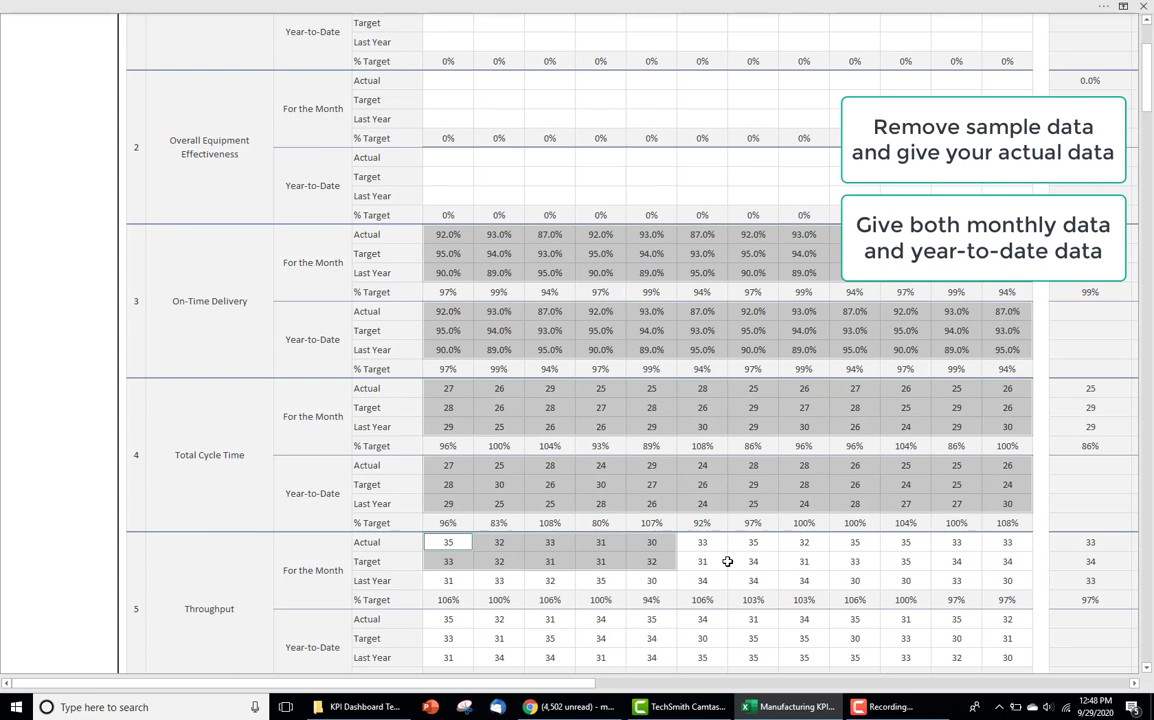 Target
Year-to-Date
Last Year
% Target 0% 0% 0% 0% 0% 0% 0% 0% 0% 0% 0% 0%
Actual 0.0%
Target
For the Month
Last Year
% Target 0% 0% 0% 0% 0% 0% 0% 0%
2 Overall Equipment
Effectiveness
Actual
Target
Year-to-Date
Last Year
% Target 0% 0% 0% 0% 0% 0% 0% 0%
Remove sample data
and give your actual data
Give both monthly data
and year-to-date data
Actual 92.0% 93.0% 87.0% 92.0% 93.0% 87.0% 92.0% 93.0%
Target 95.0% 94.0% 93.0% 95.0% 94.0% 93.0% 95.0% 94.0%
For the Month
Last Year 90.0% 89.0% 95.0% 90.0% 89.0% 95.0% 90.0% 89.0%
% Target 97% 99% 94% 97% 99% 94% 97% 99% 94% 97% 99% 94% 99%
3 On-Time Delivery
Actual 92.0% 93.0% 87.0% 92.0% 93.0% 87.0% 92.0% 93.0% 87.0% 92.0% 93.0% 87.0%
Target 95.0% 94.0% 93.0% 95.0% 94.0% 93.0% 95.0% 94.0% 93.0% 95.0% 94.0% 93.0%
Year-to-Date
Last Year 90.0% 89.0% 95.0% 90.0% 89.0% 95.0% 90.0% 89.0% 95.0% 90.0% 89.0% 95.0%
% Target 97% 99% 94% 97% 99% 94% 97% 99% 94% 97% 99% 94%
Actual 27 26 29 25 25 28 25 26 27 26 25 26 25
Target 28 26 28 27 28 26 29 27 28 25 29 26 29
For the Month
Last Year 29 25 26 26 29 30 29 30 26 24 29 30 29
% Target 96% 100% 104% 93% 89% 108% 86% 96% 96% 104% 86% 100% 86%
4 Total Cycle Time
Actual 27 25 28 24 29 24 28 28 26 25 25 26
Target 28 30 26 30 27 26 29 28 26 24 25 24
Year-to-Date
Last Year 29 25 25 28 26 24 25 24 28 27 27 30
% Target 96% 83% 108% 80% 107% 92% 97% 100% 100% 104% 100% 108%
Actual 35 32 33 31 30 33 35 32 35 35 33 33 33
Target 33 32 31 31 32 31 34 31 33 35 34 34 34
For the Month
Last Year 31 33 32 35 30 34 34 34 30 30 33 30 33
% Target 106% 100% 106% 100% 94% 106% 103% 103% 106% 100% 97% 97% 97%
5 Throughput
Actual 35 32 31 34 34 34 31 34 35 31 35 32
Target 33 31 35 34 34 30 35 35 30 33 30 31
Year-to-Date
Last Year 31 34 34 31 34 35 35 35 35 33 32 30
Type here to search
KPI Dashboard Te...
(4,502 unread) - m...
TechSmith Camtas...
Manufacturing KPI...
Recording...
12:48 PM
9/29/2020
5